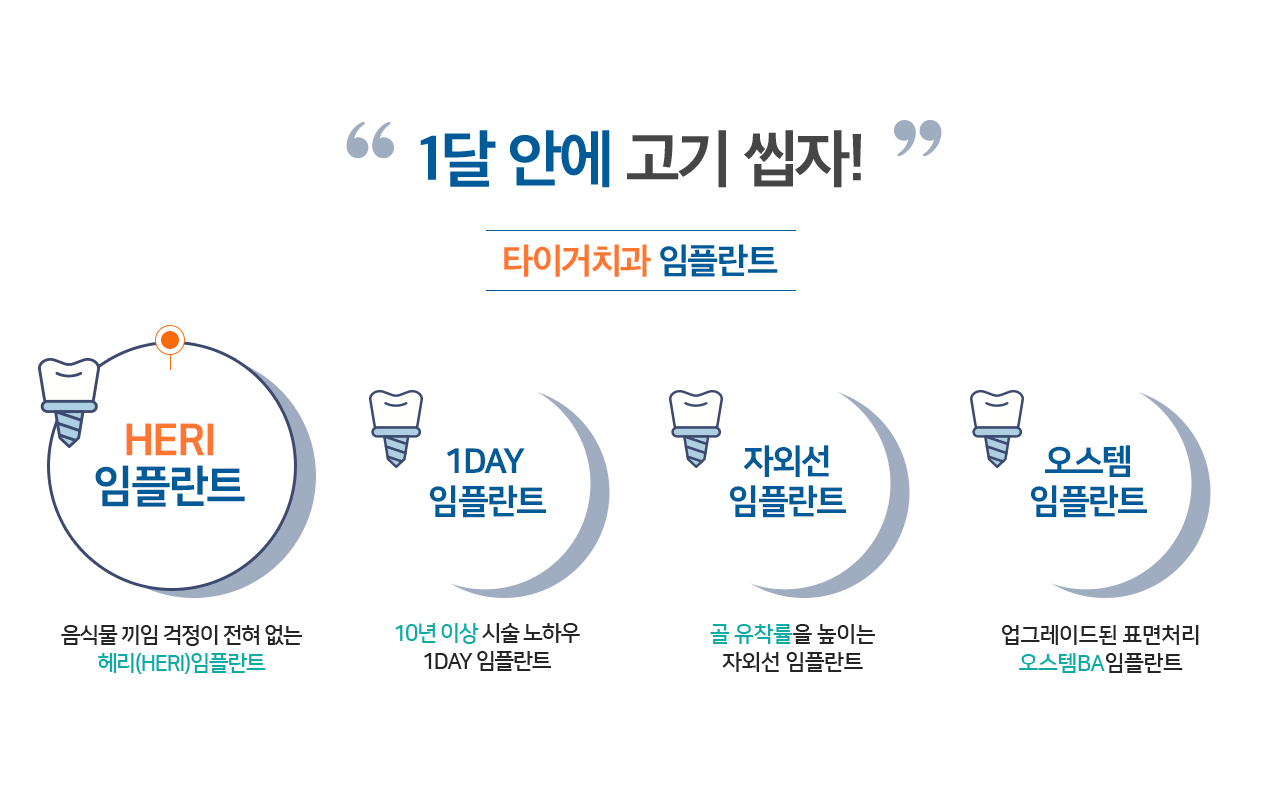 “ 1달 안에 고기 씹자! ”
타이거치과 임플란트
HERI
임플란트
음식물 끼임 걱정이 전혀 없는
헤리(HERI)임플란트
1DAY
임플란트
10년 이상 시술 노하우
1DAY 임플란트
자외선
임플란트
골 유착률을 높이는
자외선 임플란트
오스템
임플란트
업그레이드된 표면처리
오스템BA임플란트